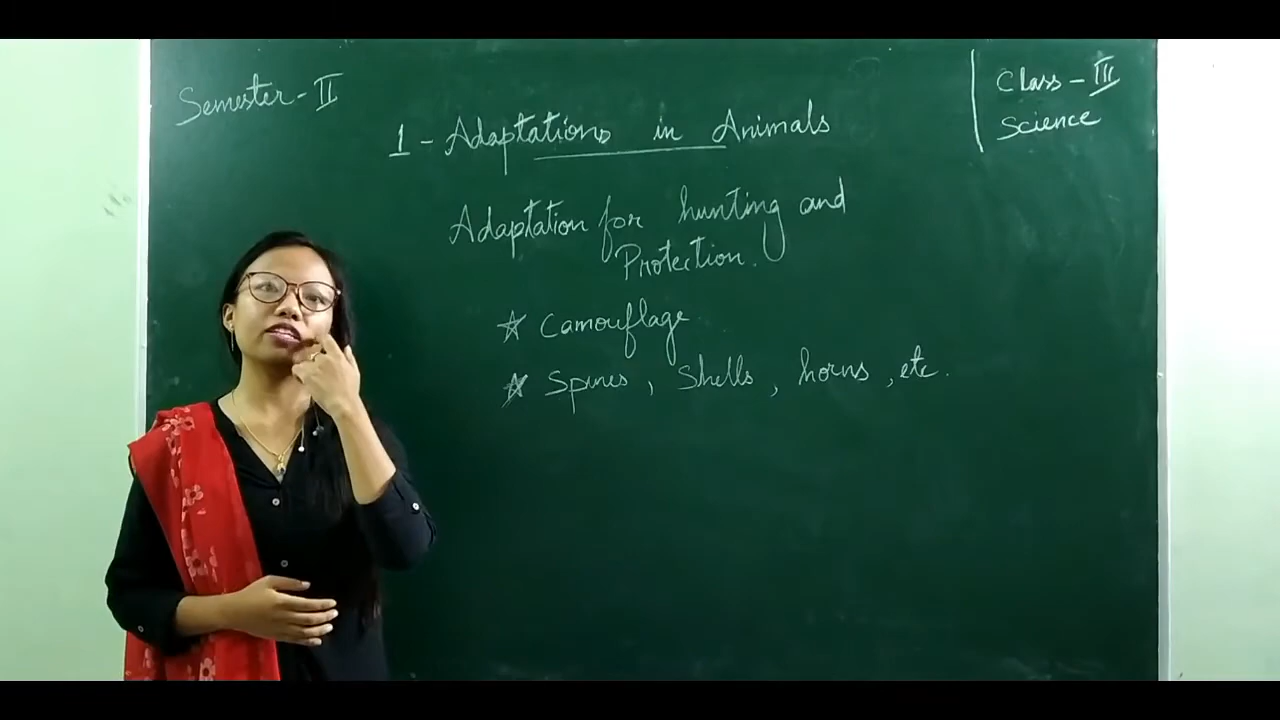 Semester - II
Class - III
Science
1 - Adaptations in Animals
Adaptation for hunting and
Protection.
☆ Camouflage
☆ Spines, Shells, horns, etc.